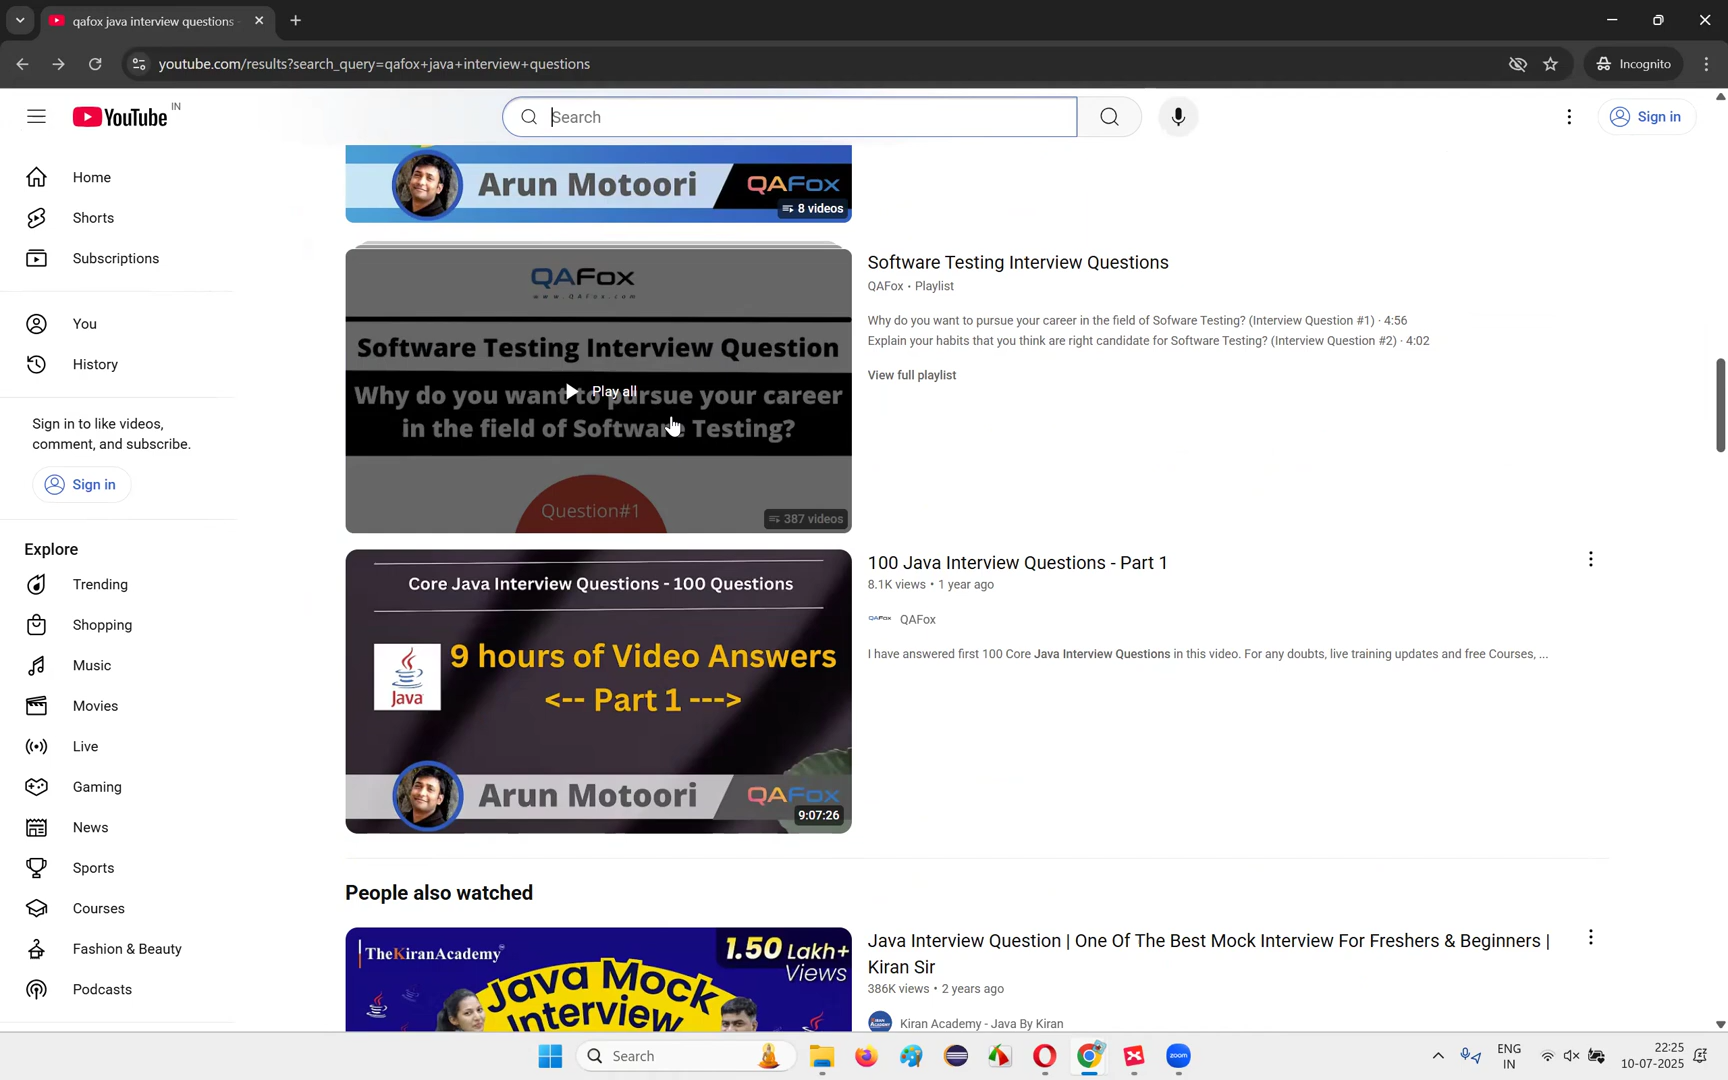 qafox java interview questions
youtube.com/results?search_query=qafox+java+interview+questions
Incognito
YouTube IN
Search
Sign in
Home
Shorts
Subscriptions
You
History
Sign in to like videos,
comment, and subscribe.
Sign in
Explore
Trending
Shopping
Music
Movies
Live
Gaming
News
Sports
Courses
Fashion & Beauty
Podcasts
Arun Motoori
QAFOX
8 videos
QAFOX
www.QAFox.com
Software Testing Interview Question
Why do you want to pursue your career
in the field of Software Testing?
Play all
Question#1
387 videos
Software Testing Interview Questions
QAFox • Playlist
Why do you want to pursue your career in the field of Sofware Testing? (Interview Question #1) · 4:56
Explain your habits that you think are right candidate for Software Testing? (Interview Question #2) · 4:02
View full playlist
Core Java Interview Questions - 100 Questions
Java
9 hours of Video Answers
<-- Part 1 --->
Arun Motoori
QAFOX
9:07:26
100 Java Interview Questions - Part 1
8.1K views • 1 year ago
QAFOX QAFox
I have answered first 100 Core Java Interview Questions in this video. For any doubts, live training updates and free Courses, ...
People also watched
TheKiranAcademy
1.50 Lakh+
Views
Java Mock
Interview
Java Interview Question | One Of The Best Mock Interview For Freshers & Beginners |
Kiran Sir
386K views • 2 years ago
Kiran Academy - Java By Kiran
Search
zoom
ENG
IN
22:25
10-07-2025